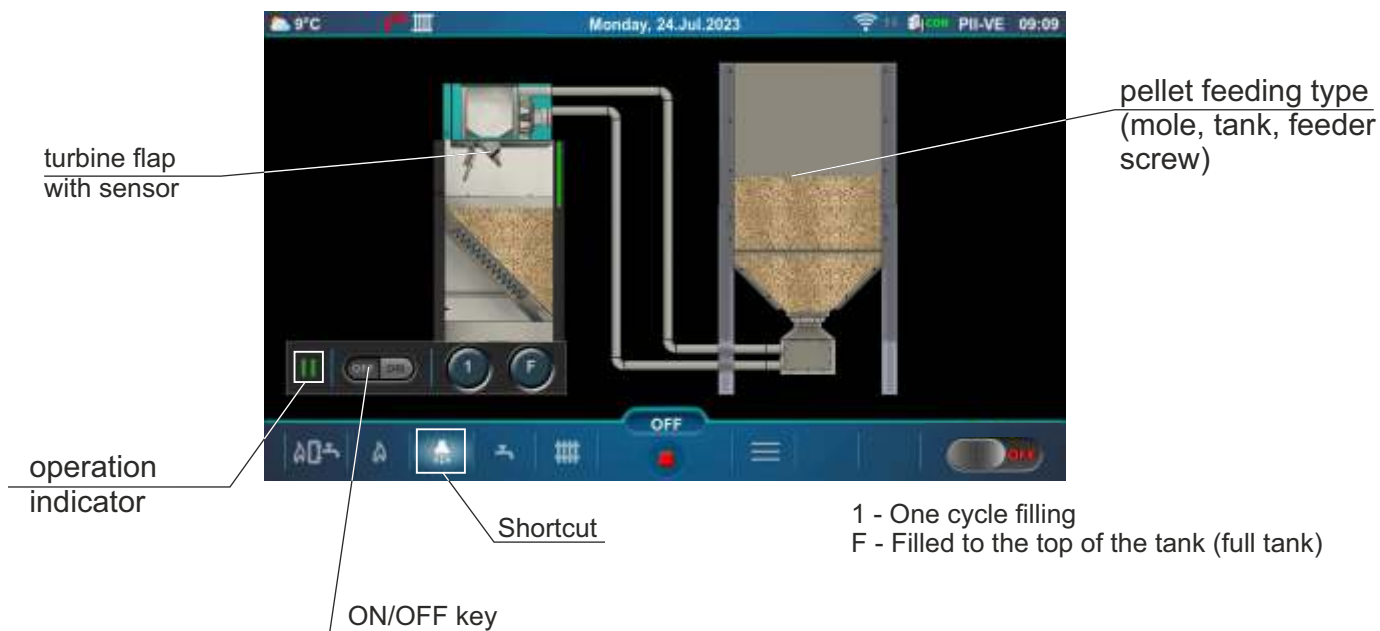 9°C
Monday, 24.Jul.2023
CON PII-VE 09:09
pellet feeding type
(mole, tank, feeder
screw)
turbine flap
with sensor
1 F
OFF
OFF
operation
indicator
Shortcut
1 - One cycle filling
F - Filled to the top of the tank (full tank)
ON/OFF key